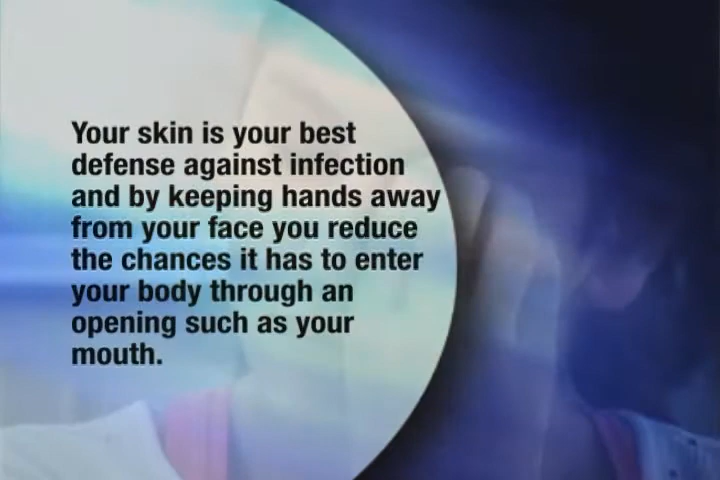 Your skin is your best
defense against infection
and by keeping hands away
from your face you reduce
the chances it has to enter
your body through an
opening such as your
mouth.